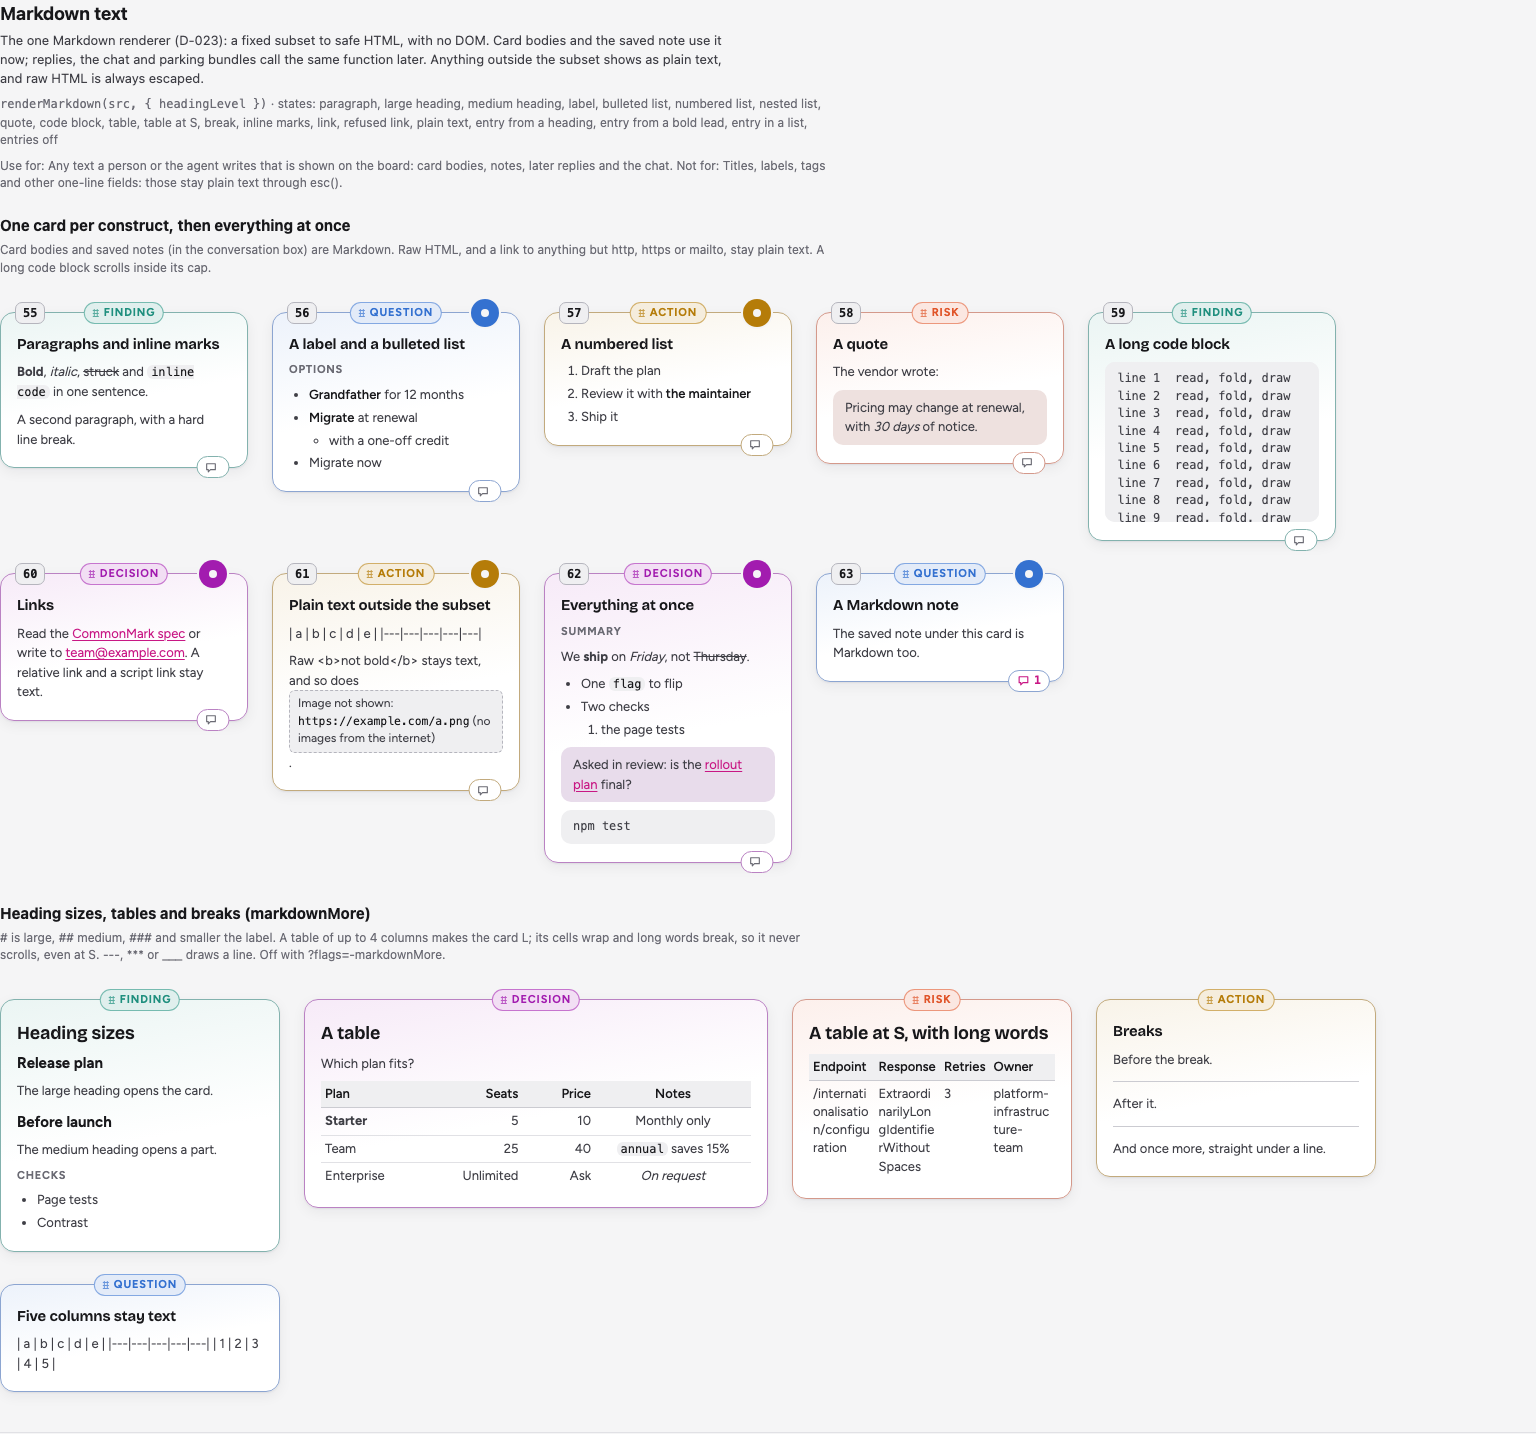 Markdown text
The one Markdown renderer (D-023): a fixed subset to safe HTML, with no DOM. Card bodies and the saved note use it
now; replies, the chat and parking bundles call the same function later. Anything outside the subset shows as plain text,
and raw HTML is always escaped.
renderMarkdown(src, { headingLevel }) · states: paragraph, large heading, medium heading, label, bulleted list, numbered list, nested list,
quote, code block, table, table at S, break, inline marks, link, refused link, plain text, entry from a heading, entry from a bold lead, entry in a list,
entries off
Use for: Any text a person or the agent writes that is shown on the board: card bodies, notes, later replies and the chat. Not for: Titles, labels, tags
and other one-line fields: those stay plain text through esc().
One card per construct, then everything at once
Card bodies and saved notes (in the conversation box) are Markdown. Raw HTML, and a link to anything but http, https or mailto, stay plain text. A
long code block scrolls inside its cap.
55 FINDING
Paragraphs and inline marks
Bold, italic, struck and inline
code in one sentence.
A second paragraph, with a hard
line break.
56 QUESTION
A label and a bulleted list
OPTIONS
• Grandfather for 12 months
• Migrate at renewal
◦ with a one-off credit
• Migrate now
57 ACTION
A numbered list
1. Draft the plan
2. Review it with the maintainer
3. Ship it
58 RISK
A quote
The vendor wrote:
Pricing may change at renewal,
with 30 days of notice.
59 FINDING
A long code block
line 1 read, fold, draw
line 2 read, fold, draw
line 3 read, fold, draw
line 4 read, fold, draw
line 5 read, fold, draw
line 6 read, fold, draw
line 7 read, fold, draw
line 8 read, fold, draw
line 9 read, fold, draw
60 DECISION
Links
Read the CommonMark spec or
write to team@example.com. A
relative link and a script link stay
text.
61 ACTION
Plain text outside the subset
| a | b | c | d | e | |---|---|---|---|---|
Raw <b>not bold</b> stays text,
and so does
Image not shown:
https://example.com/a.png (no
images from the internet)
.
62 DECISION
Everything at once
SUMMARY
We ship on Friday, not Thursday.
• One flag to flip
• Two checks
1. the page tests
Asked in review: is the rollout
plan final?
npm test
63 QUESTION
A Markdown note
The saved note under this card is
Markdown too.
1
Heading sizes, tables and breaks (markdownMore)
# is large, ## medium, ### and smaller the label. A table of up to 4 columns makes the card L; its cells wrap and long words break, so it never
scrolls, even at S. ---, *** or ___ draws a line. Off with ?flags=-markdownMore.
FINDING
Heading sizes
Release plan
The large heading opens the card.
Before launch
The medium heading opens a part.
CHECKS
• Page tests
• Contrast
DECISION
A table
Which plan fits?
Plan Seats Price Notes
Starter 5 10 Monthly only
Team 25 40 annual saves 15%
Enterprise Unlimited Ask On request
RISK
A table at S, with long words
Endpoint Response Retries Owner
/internati Extraordi 3 platform-
onalisatio narilyLon infrastruc
n/configu gIdentifie ture-
ration rWithout team
Spaces
ACTION
Breaks
Before the break.
After it.
And once more, straight under a line.
QUESTION
Five columns stay text
| a | b | c | d | e | |---|---|---|---|---| | 1 | 2 | 3
| 4 | 5 |